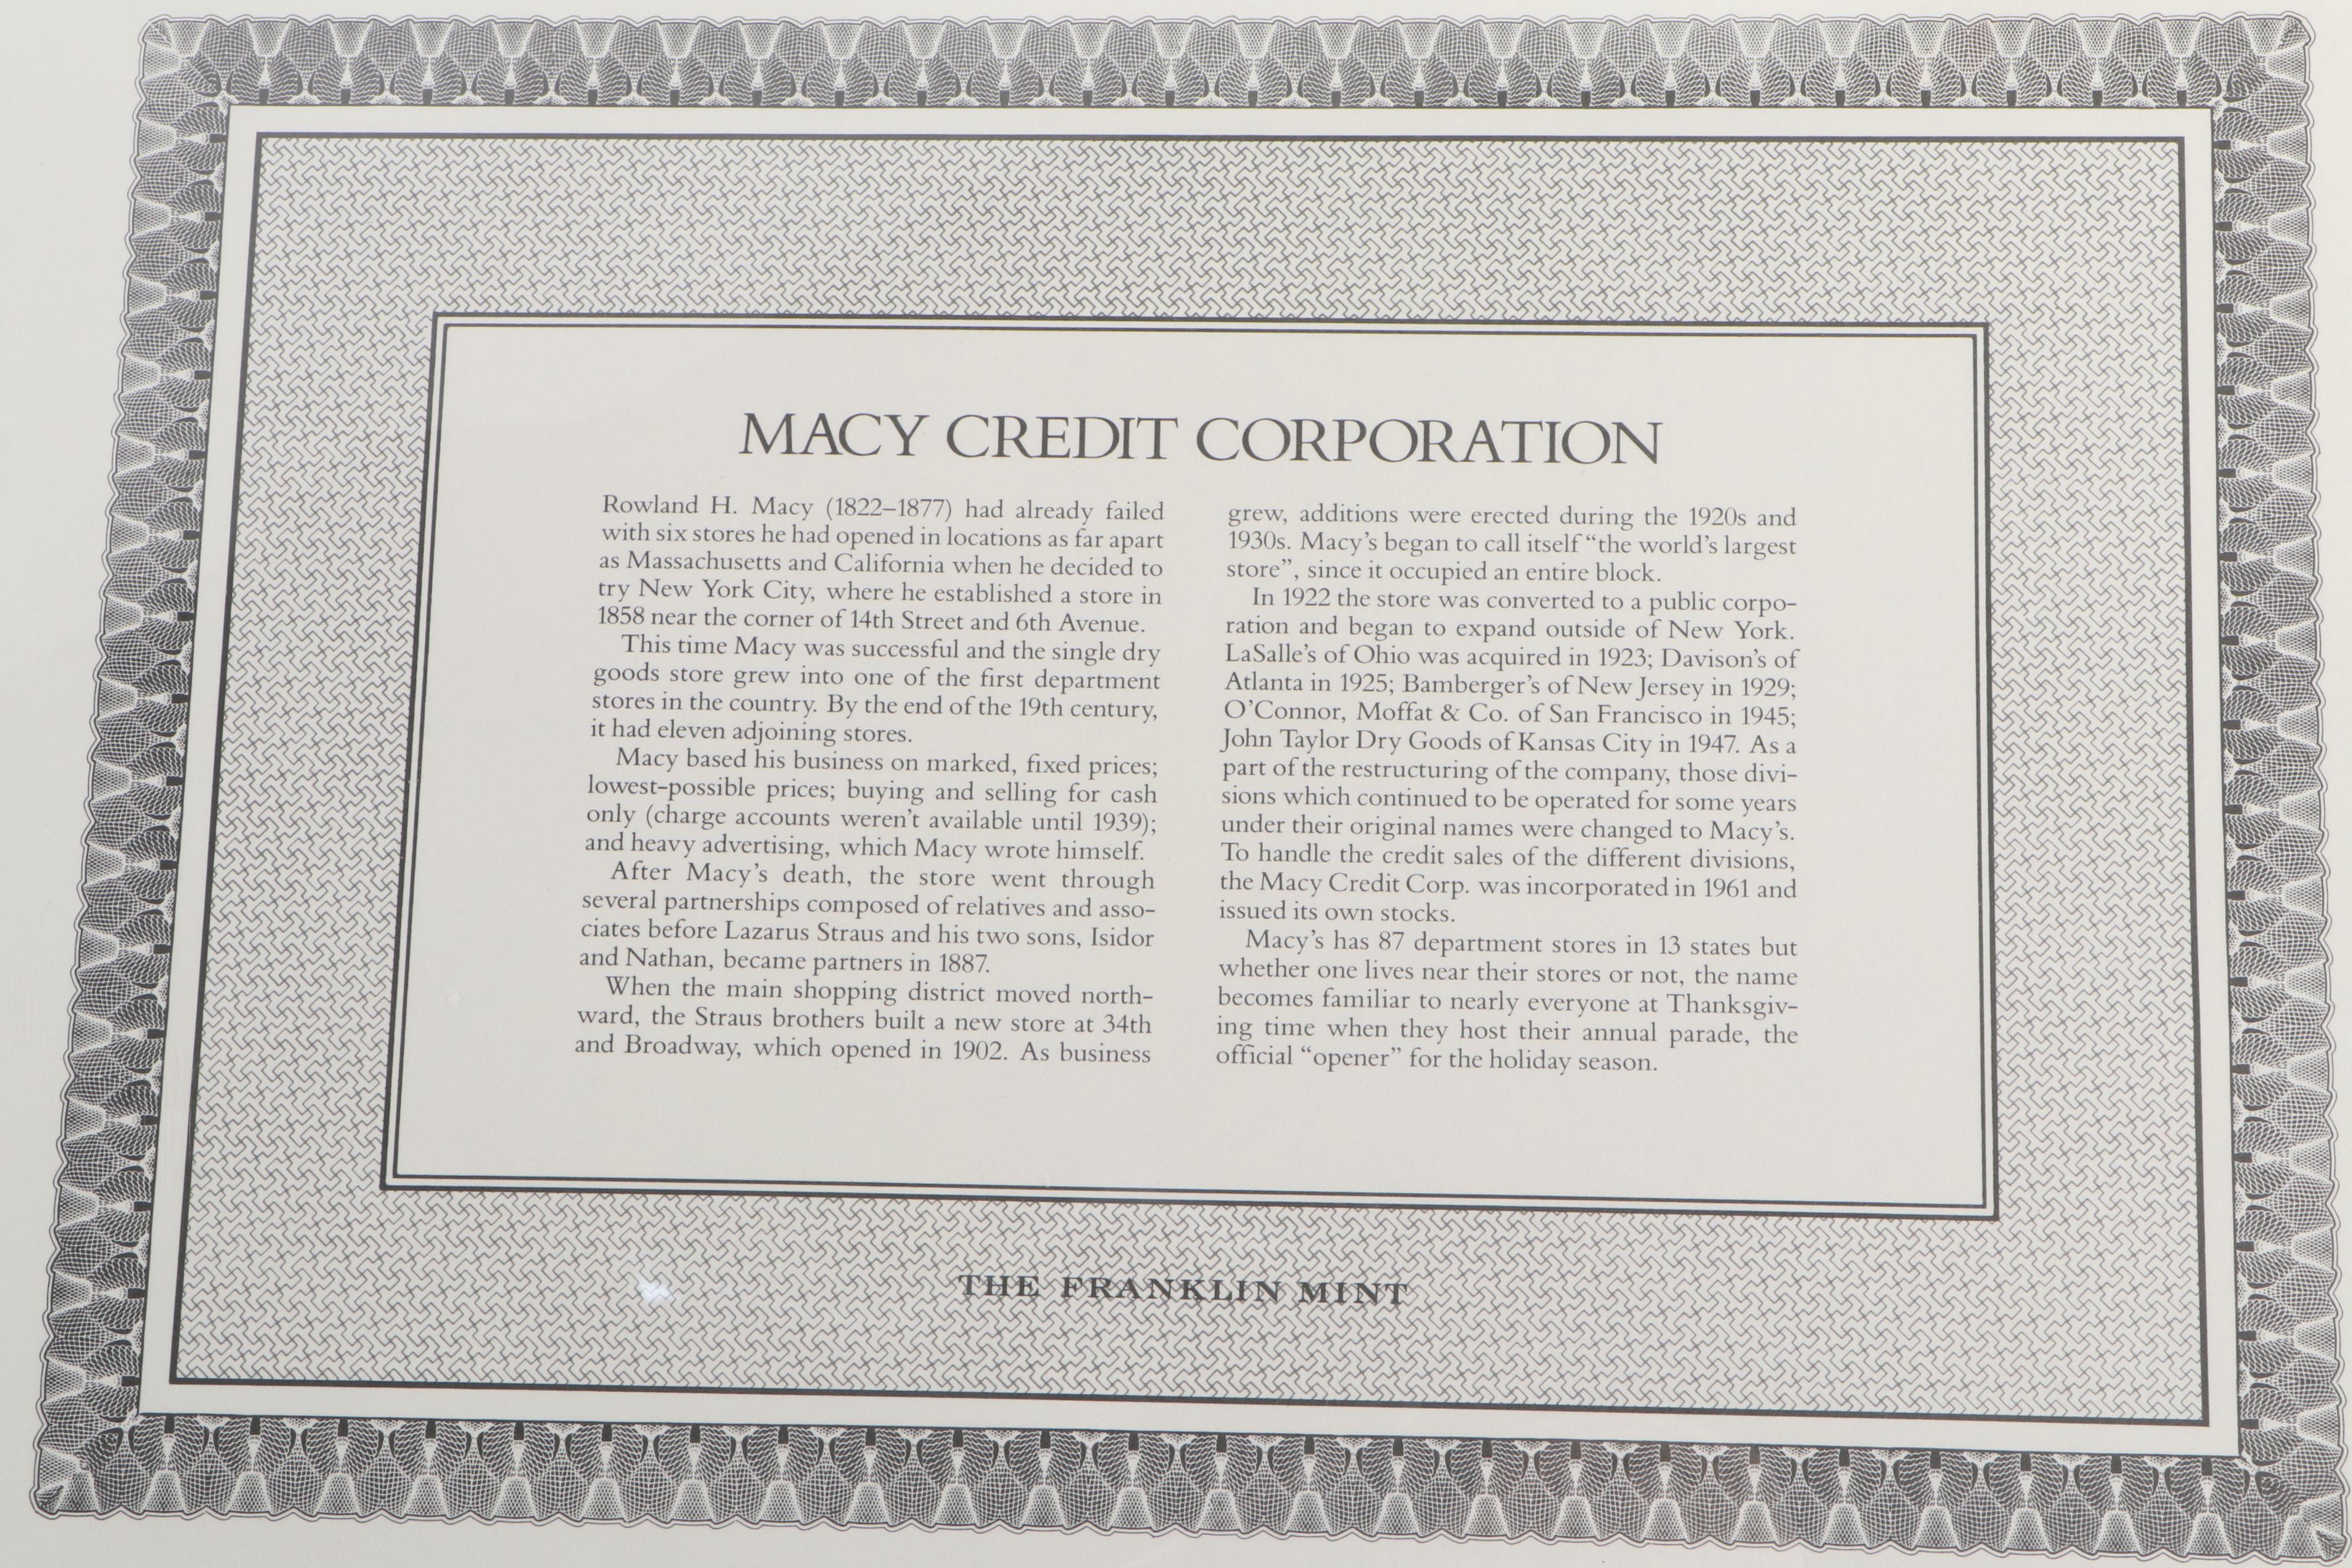 MACY CREDIT CORPORATION
Rowland H. Macy (1822–1877) had already failed
with six stores he had opened in locations as far apart
as Massachusetts and California when he decided to
try New York City, where he established a store in
1858 near the corner of 14th Street and 6th Avenue.
This time Macy was successful and the single dry
goods store grew into one of the first department
stores in the country. By the end of the 19th century,
it had eleven adjoining stores.
Macy based his business on marked, fixed prices;
lowest-possible prices; buying and selling for cash
only (charge accounts weren't available until 1939);
and heavy advertising, which Macy wrote himself.
After Macy's death, the store went through
several partnerships composed of relatives and asso-
ciates before Lazarus Straus and his two sons, Isidor
and Nathan, became partners in 1887.
When the main shopping district moved north-
ward, the Straus brothers built a new store at 34th
and Broadway, which opened in 1902. As business
grew, additions were erected during the 1920s and
1930s. Macy's began to call itself “the world's largest
store”, since it occupied an entire block.
In 1922 the store was converted to a public corpo-
ration and began to expand outside of New York.
LaSalle's of Ohio was acquired in 1923; Davison's of
Atlanta in 1925; Bamberger's of New Jersey in 1929;
O'Connor, Moffat & Co. of San Francisco in 1945;
John Taylor Dry Goods of Kansas City in 1947. As a
part of the restructuring of the company, those divi-
sions which continued to be operated for some years
under their original names were changed to Macy's.
To handle the credit sales of the different divisions,
the Macy Credit Corp. was incorporated in 1961 and
issued its own stocks.
Macy's has 87 department stores in 13 states but
whether one lives near their stores or not, the name
becomes familiar to nearly everyone at Thanksgiv-
ing time when they host their annual parade, the
official “opener” for the holiday season.
THE FRANKLIN MINT